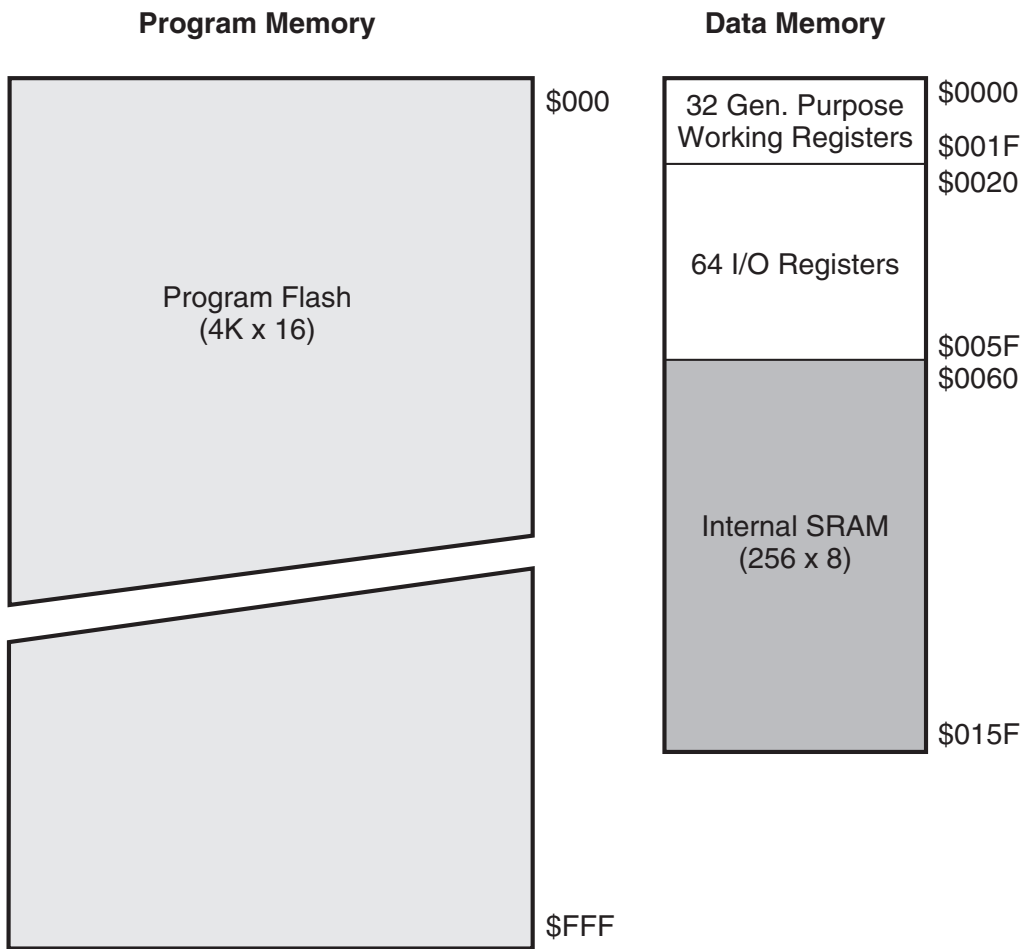 Program Memory
$000
Program Flash
(4K x 16)
$FFF
Data Memory
32 Gen. Purpose
Working Registers
$0000
$001F
$0020
64 I/O Registers
$005F
$0060
Internal SRAM
(256 x 8)
$015F